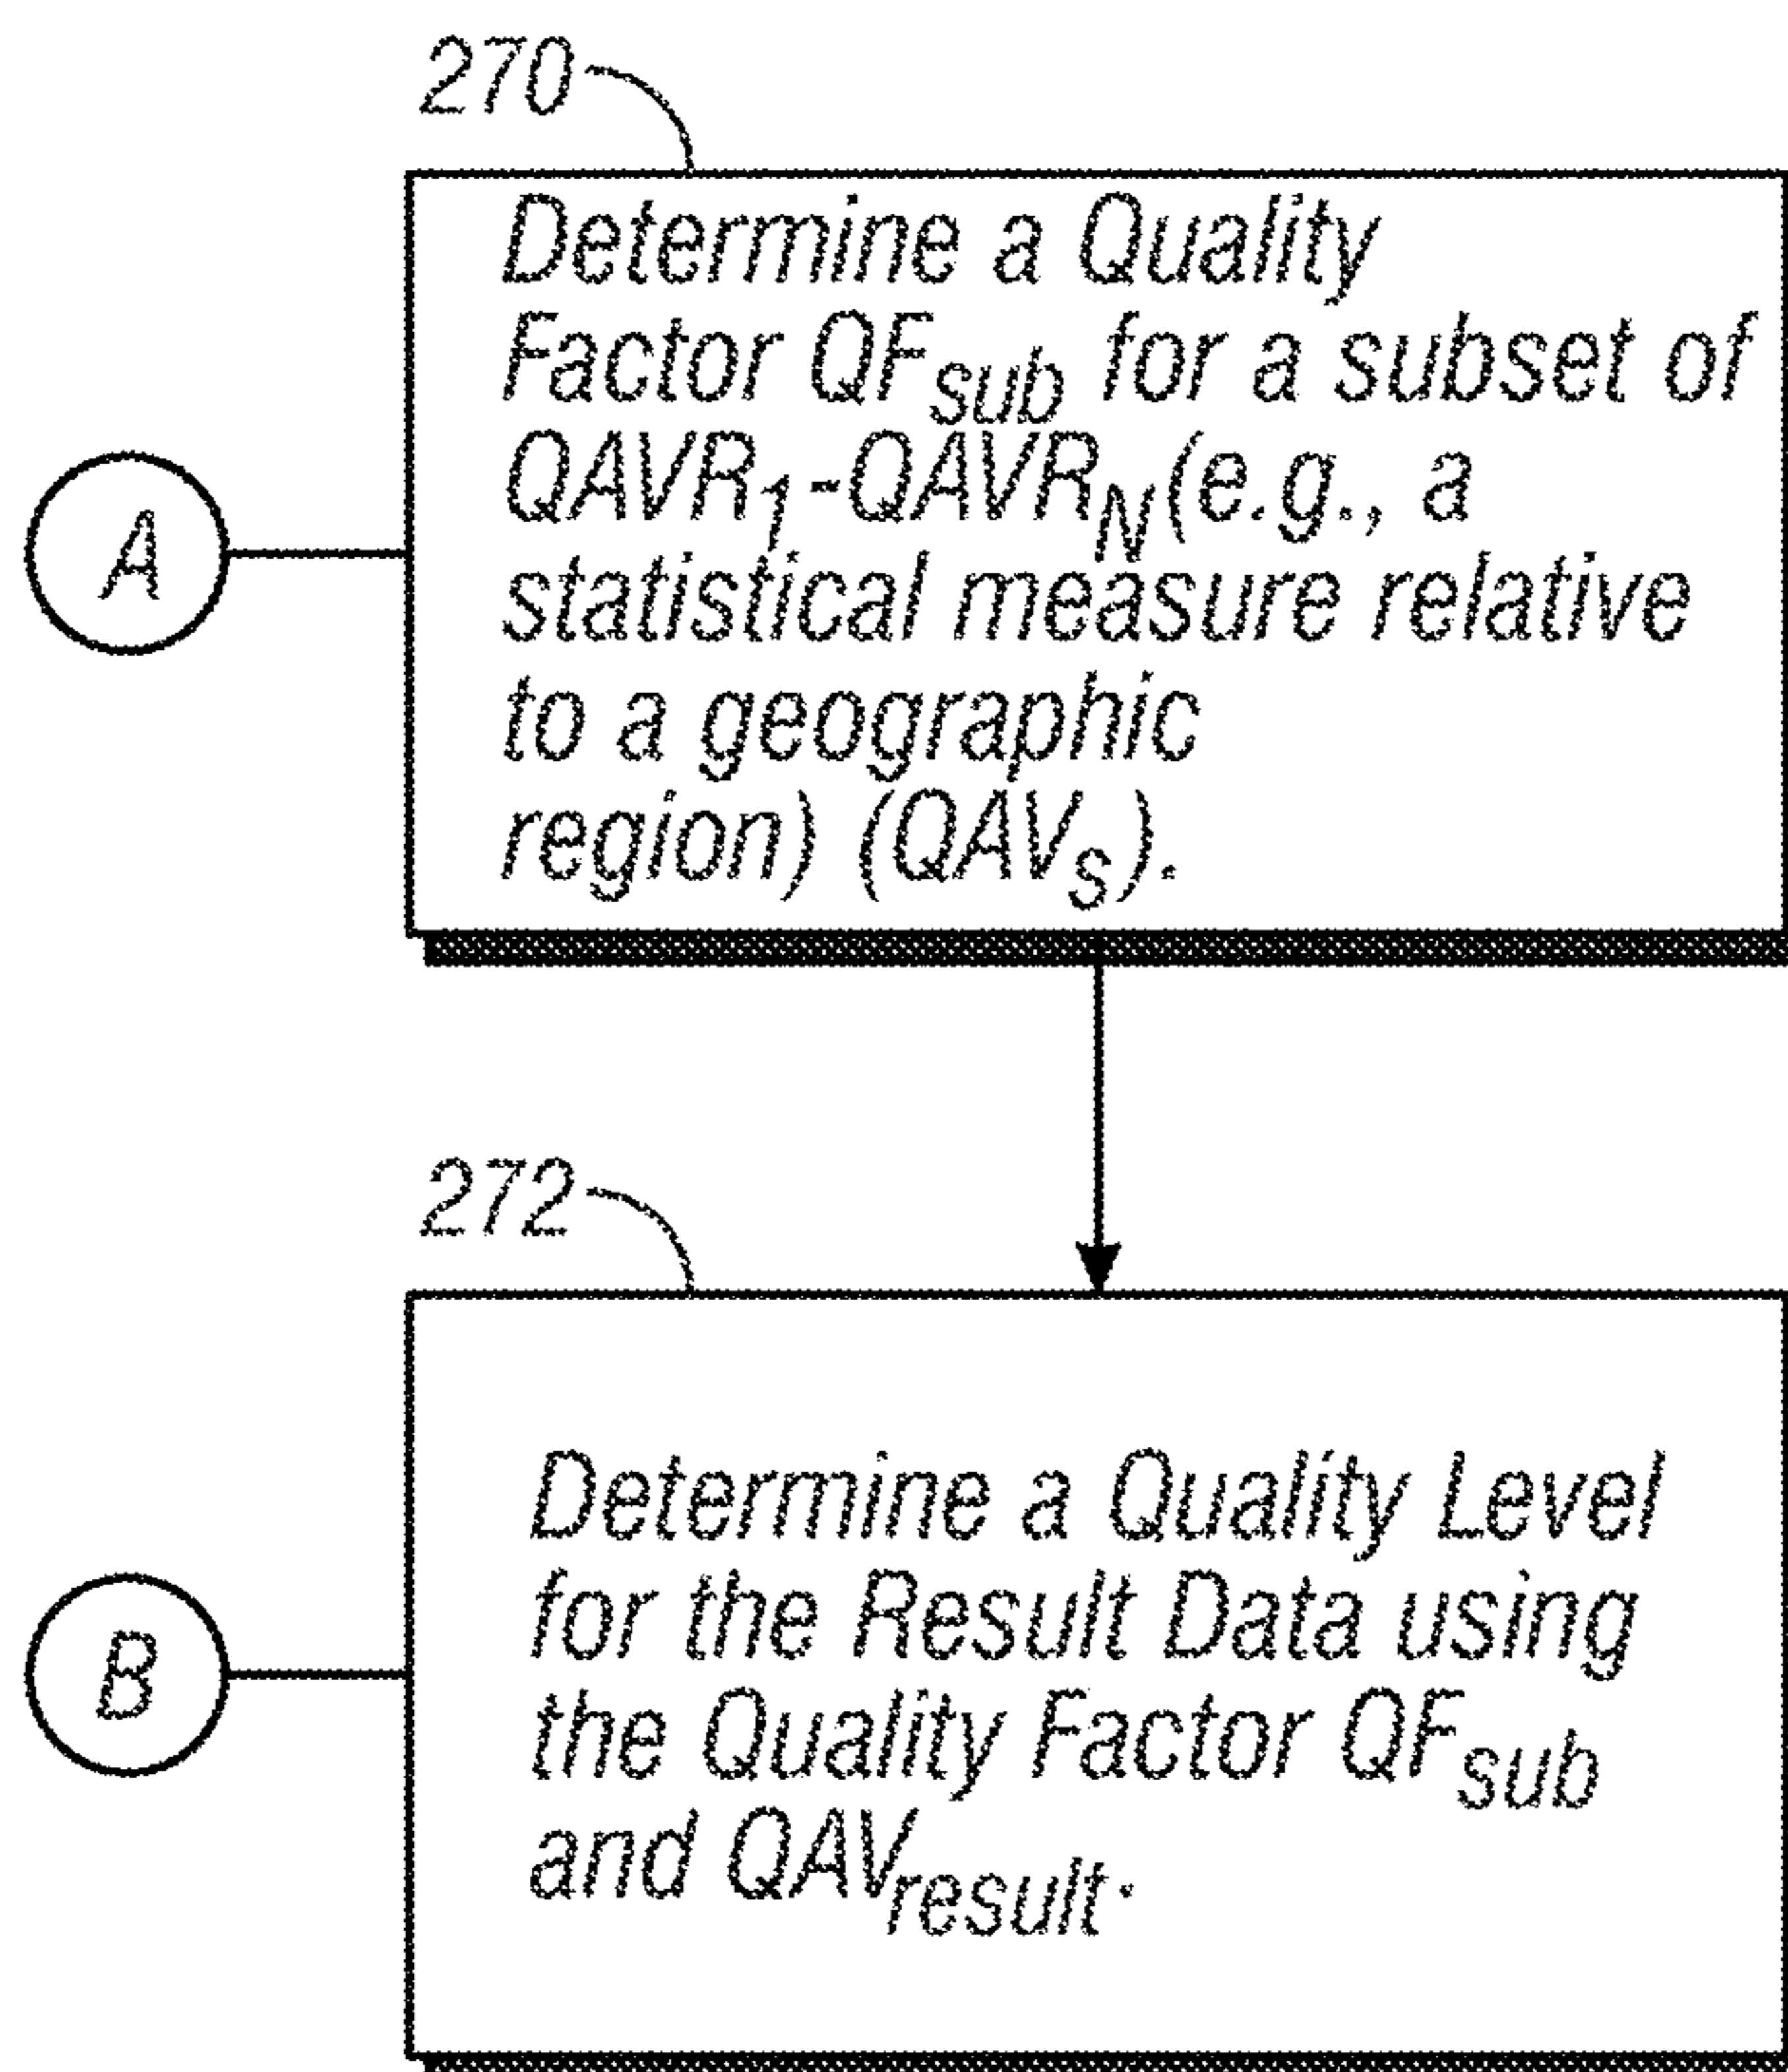 270
Determine a Quality
Factor QFsub for a subset of
QAVR1-QAVRN(e.g., a
statistical measure relative
to a geographic
region) (QAVs).
A
272
Determine a Quality Level
for the Result Data using
the Quality Factor QFsub
and QAVresult.
B